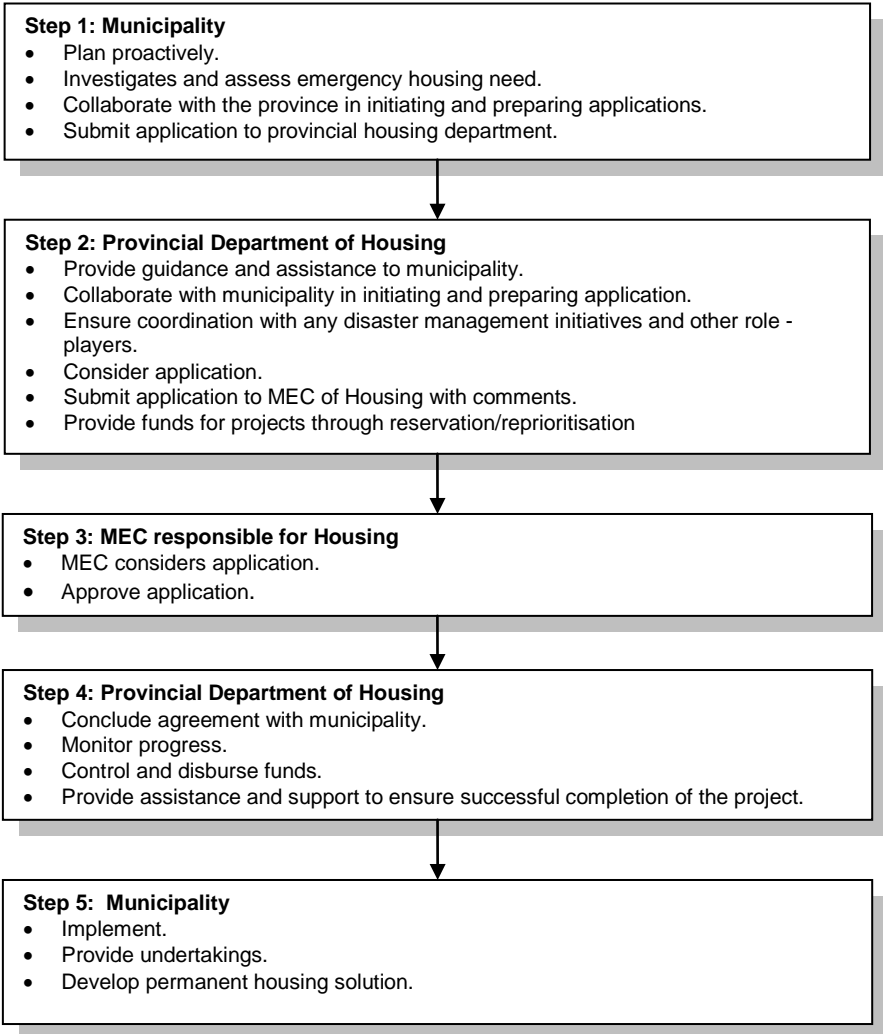 Step 1: Municipality
• Plan proactively.
• Investigates and assess emergency housing need.
• Collaborate with the province in initiating and preparing applications.
• Submit application to provincial housing department.
Step 2: Provincial Department of Housing
• Provide guidance and assistance to municipality.
• Collaborate with municipality in initiating and preparing application.
• Ensure coordination with any disaster management initiatives and other role -
players.
• Consider application.
• Submit application to MEC of Housing with comments.
• Provide funds for projects through reservation/reprioritisation
Step 3: MEC responsible for Housing
• MEC considers application.
• Approve application.
Step 4: Provincial Department of Housing
• Conclude agreement with municipality.
• Monitor progress.
• Control and disburse funds.
• Provide assistance and support to ensure successful completion of the project.
Step 5: Municipality
• Implement.
• Provide undertakings.
• Develop permanent housing solution.